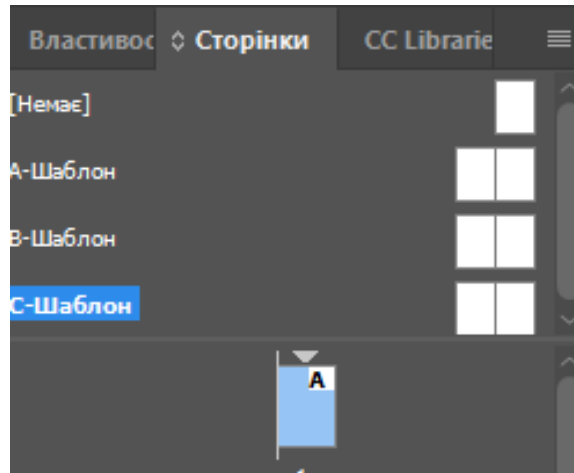 Властивос Сторінки CC Librarie
[Немає]
A-Шаблон
B-Шаблон
C-Шаблон
A